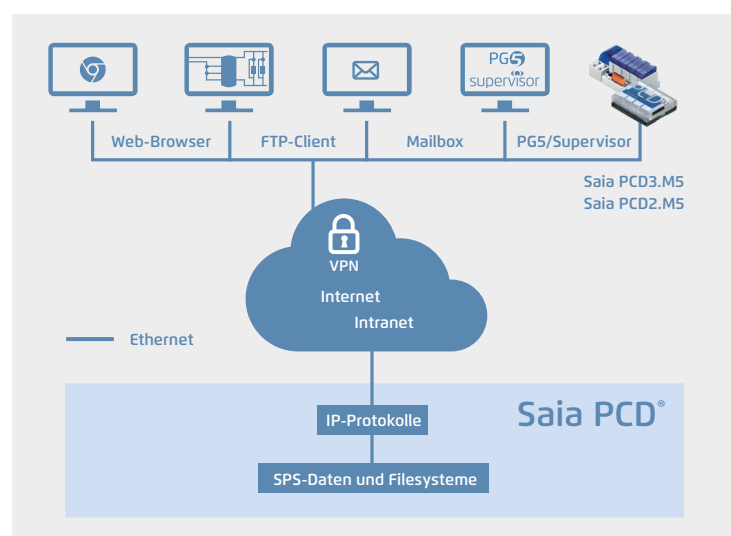 PG5
supervisor
PCD
Web-Browser
FTP-Client
Mailbox
PG5/Supervisor
Saia PCD3.M5
Saia PCD2.M5
VPN
Internet
Intranet
Ethernet
Saia PCD®
IP-Protokolle
SPS-Daten und Filesysteme